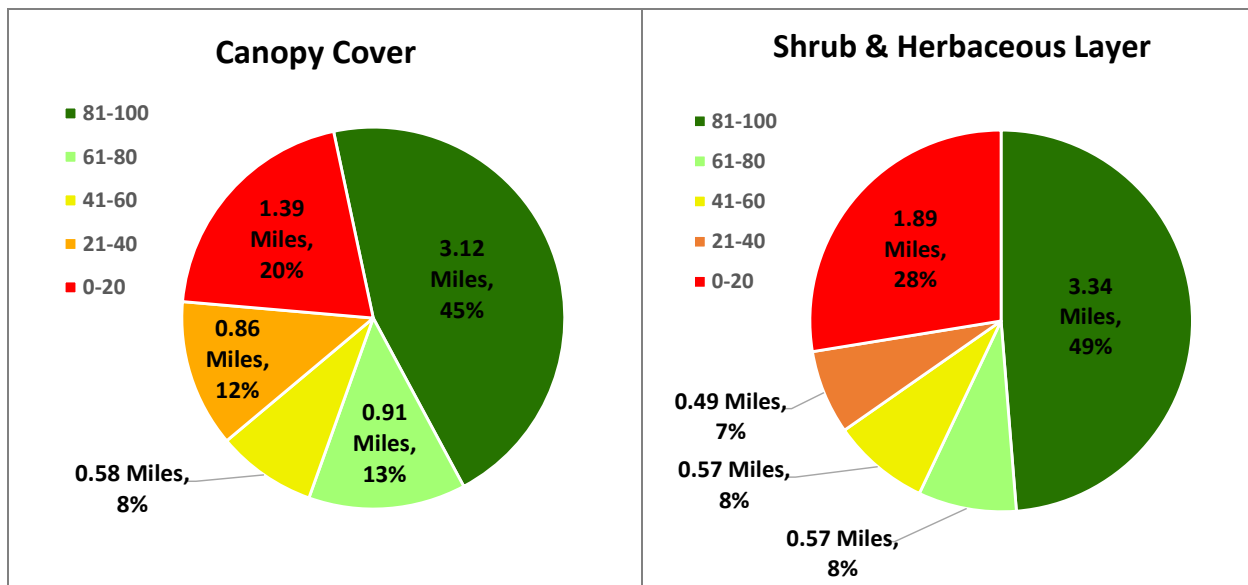 Canopy Cover
81-100
61-80
41-60
21-40
0-20
1.39
Miles,
20%
3.12
Miles,
45%
0.86
Miles,
12%
0.91
Miles,
13%
0.58 Miles,
8%
Shrub & Herbaceous Layer
81-100
61-80
41-60
21-40
0-20
1.89
Miles,
28%
3.34
Miles,
49%
0.49 Miles,
7%
0.57 Miles,
8%
0.57 Miles,
8%